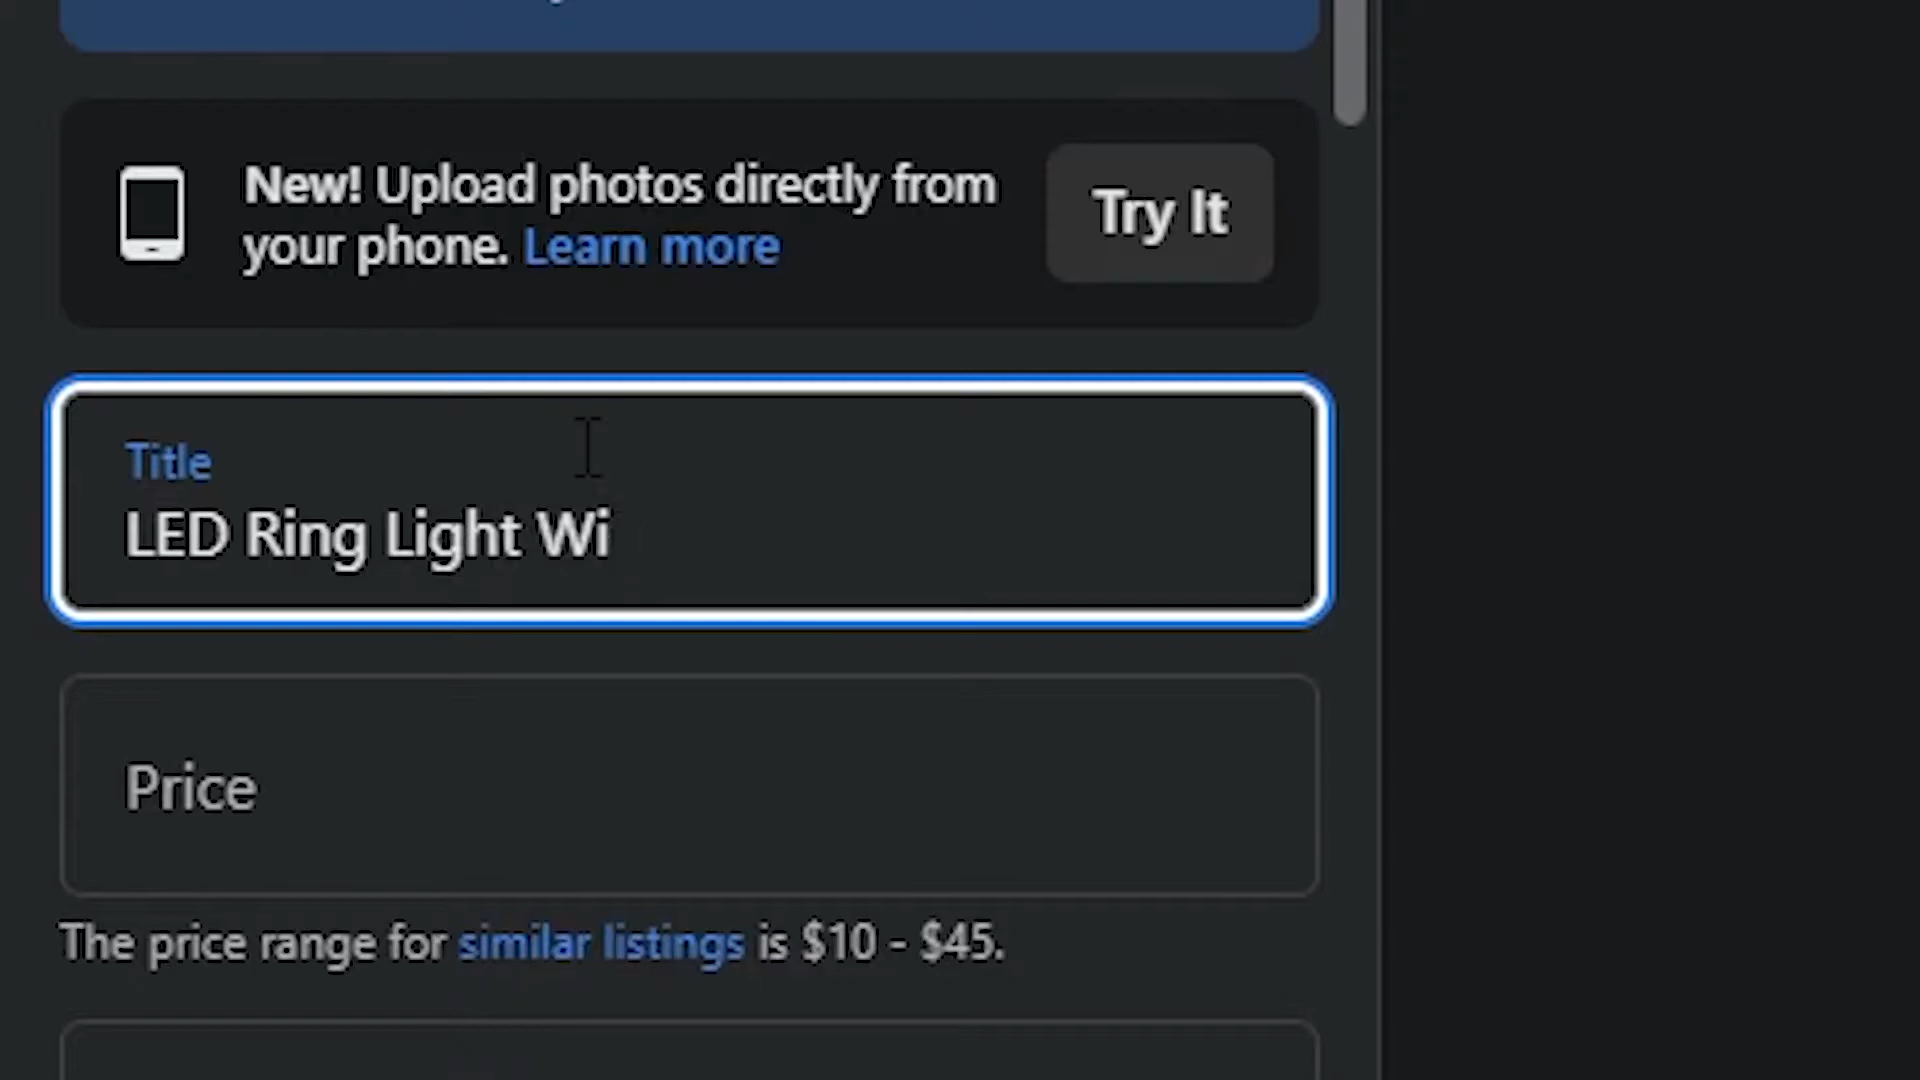 New! Upload photos directly from
your phone. Learn more
Try It
Title
LED Ring Light Wi
Price
The price range for similar listings is $10 - $45.